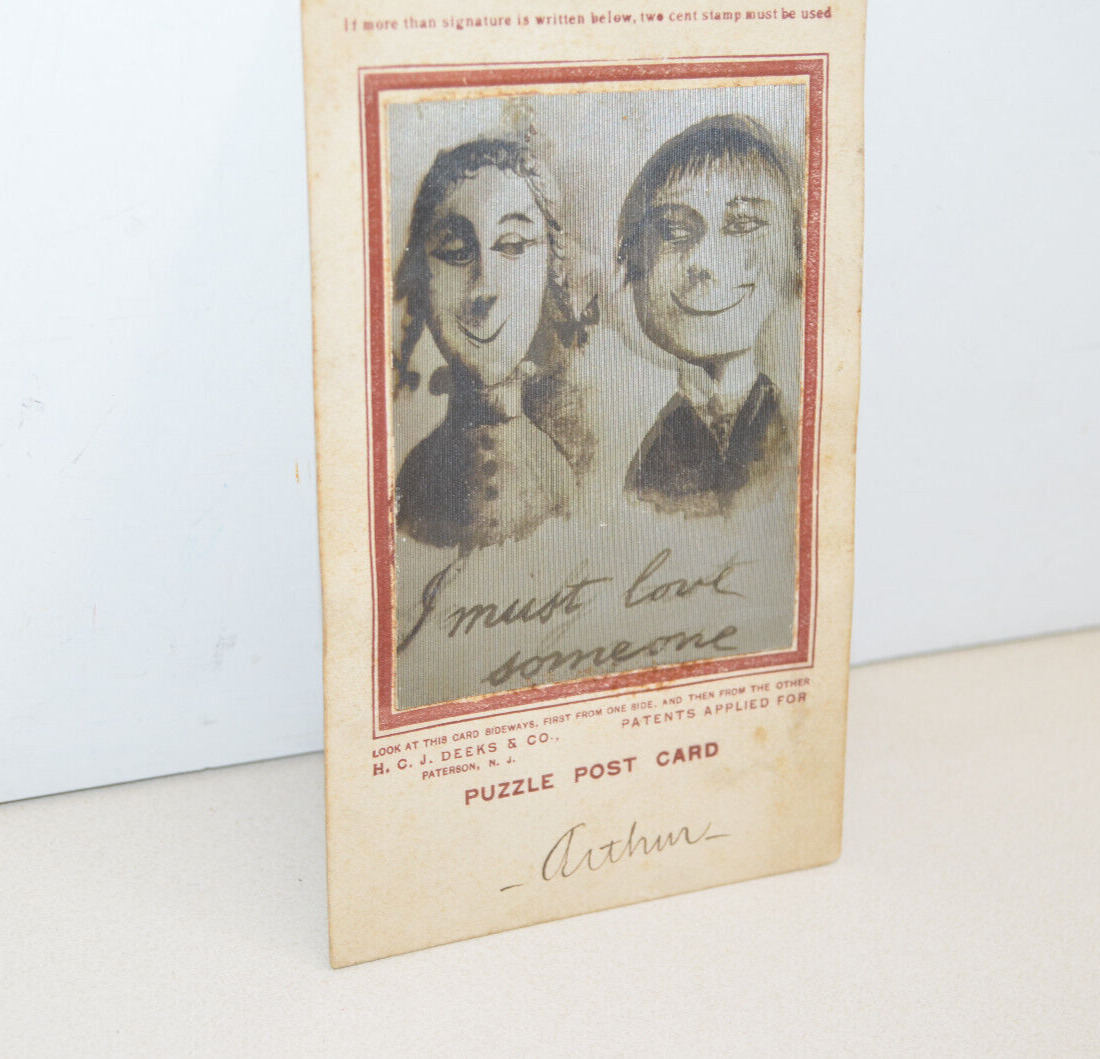 If more than signature is written below, two cent stamp must be used
I must love
someone
LOOK AT THIS CARD SIDEWAYS, FIRST FROM ONE SIDE, AND THEN FROM THE OTHER
H. C. J. DEEKS & CO., PATENTS APPLIED FOR
PATERSON, N. J.
PUZZLE POST CARD
- Arthur -